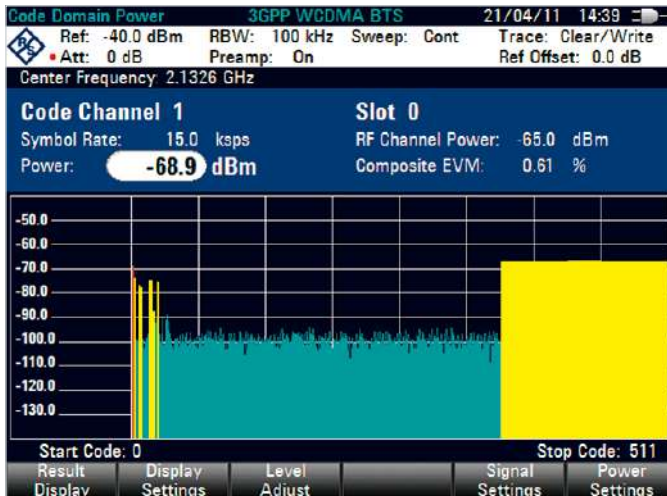 Code Domain Power 3GPP WCDMA BTS 21/04/11 14:39
Ref: -40.0 dBm RBW: 100 kHz Sweep: Cont Trace: Clear/Write
Att: 0 dB Preamp: On Ref Offset: 0.0 dB
Center Frequency: 2.1326 GHz
Code Channel 1 Slot 0
Symbol Rate: 15.0 ksps RF Channel Power: -65.0 dBm
Power: -68.9 dBm Composite EVM: 0.61 %
-50.0
-60.0
-70.0
-80.0
-90.0
-100.0
-110.0
-120.0
-130.0
Start Code: 0 Stop Code: 511
Result Display Level Signal Power
Display Settings Adjust Settings Settings